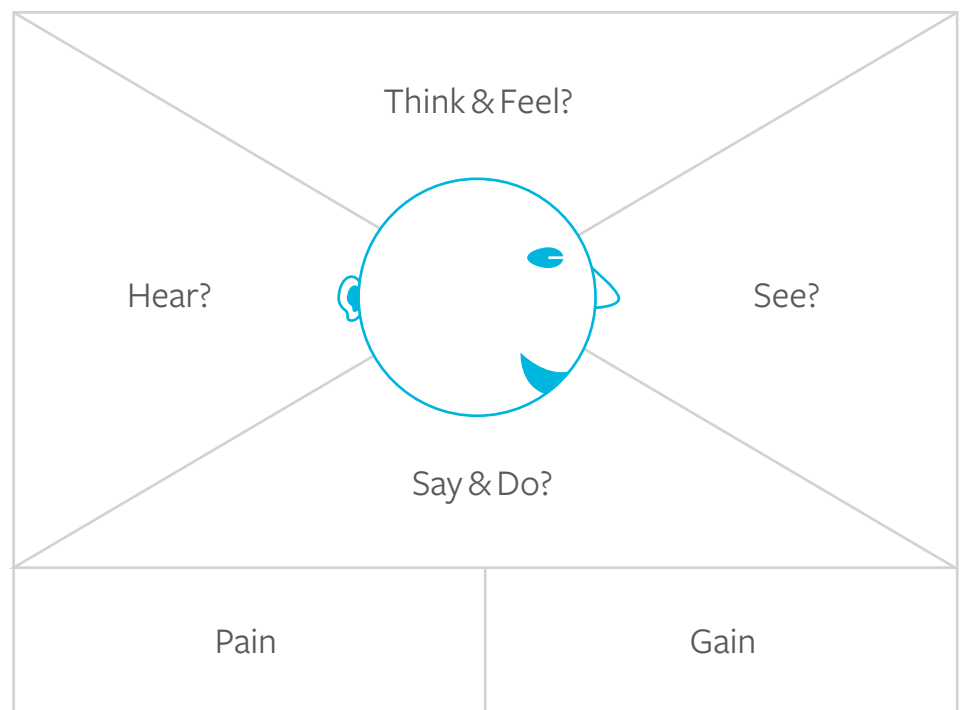 Think & Feel?
Hear?
See?
Say & Do?
Pain
Gain